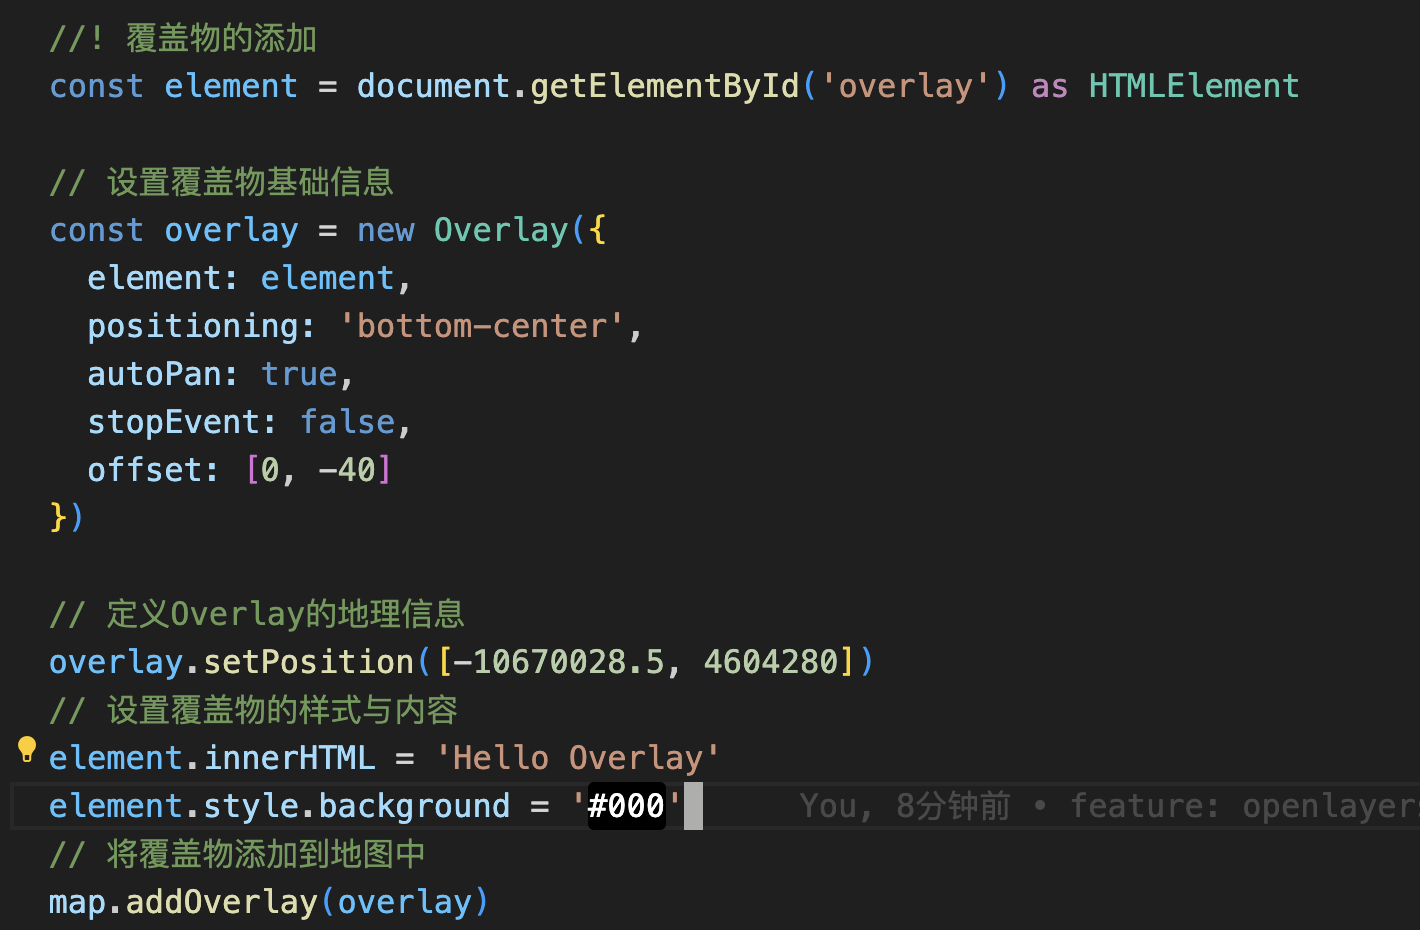 //! 覆盖物的添加
const element = document.getElementById('overlay') as HTMLElement
// 设置覆盖物基础信息
const overlay = new Overlay({
  element: element,
  positioning: 'bottom-center',
  autoPan: true,
  stopEvent: false,
  offset: [0, -40]
})
// 定义Overlay的地理信息
overlay.setPosition([-10670028.5, 4604280])
// 设置覆盖物的样式与内容
element.innerHTML = 'Hello Overlay'
element.style.background = '#000' You, 8分钟前 • feature: openlayers
// 将覆盖物添加到地图中
map.addOverlay(overlay)